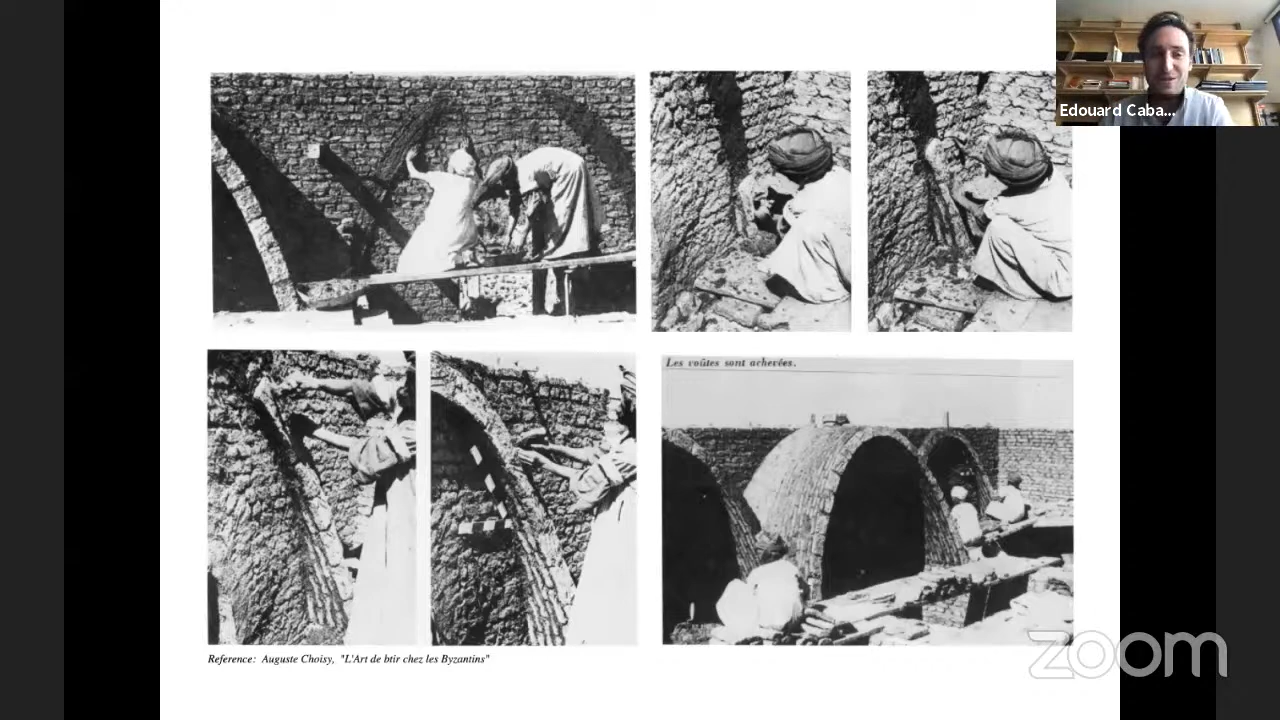 Edouard Caba...
Les voûtes sont achevées.
Reference: Auguste Choisy, "L'Art de btir chez les Byzantins"
zoom